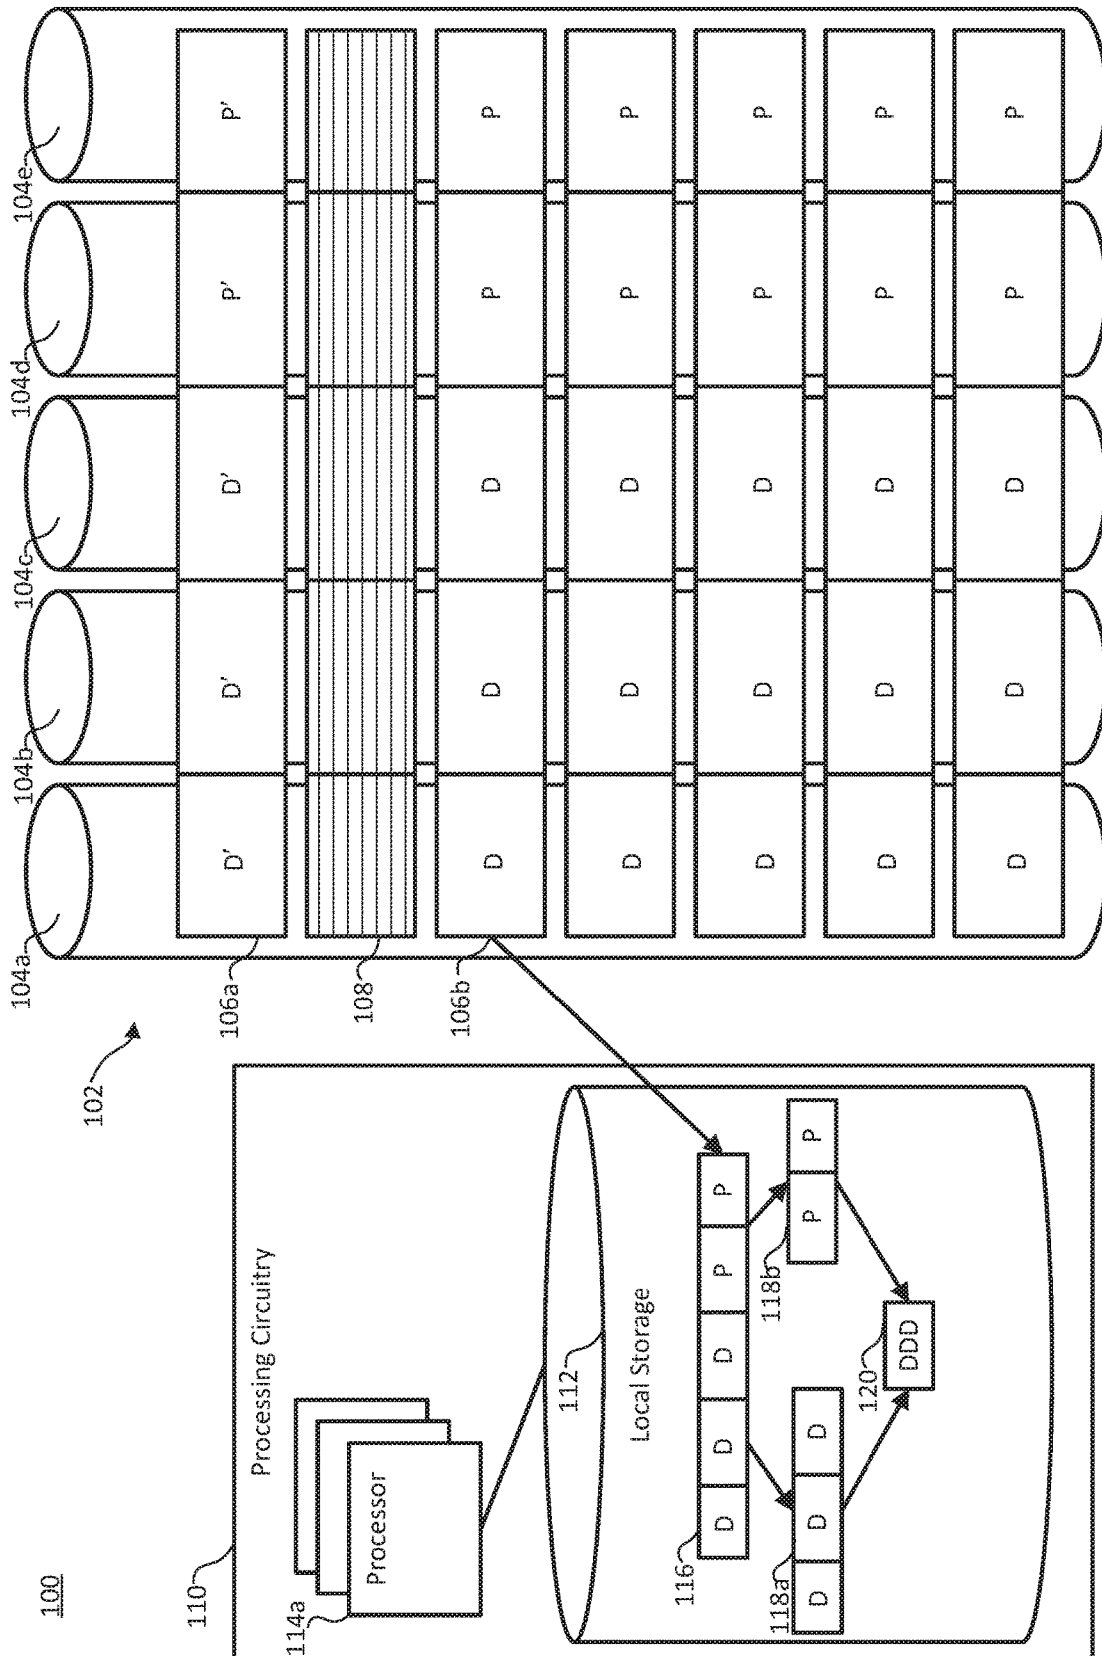 100
110
Processing Circuitry
114a
Processor
112
Local Storage
116
D D D P P
118a
D D D
118b
P P
120
DDD
102
104a 104b 104c 104d 104e
106a
D' D' D' P' P'
108
106b
D D D P P
D D D P P
D D D P P
D D D P P
D D D P P